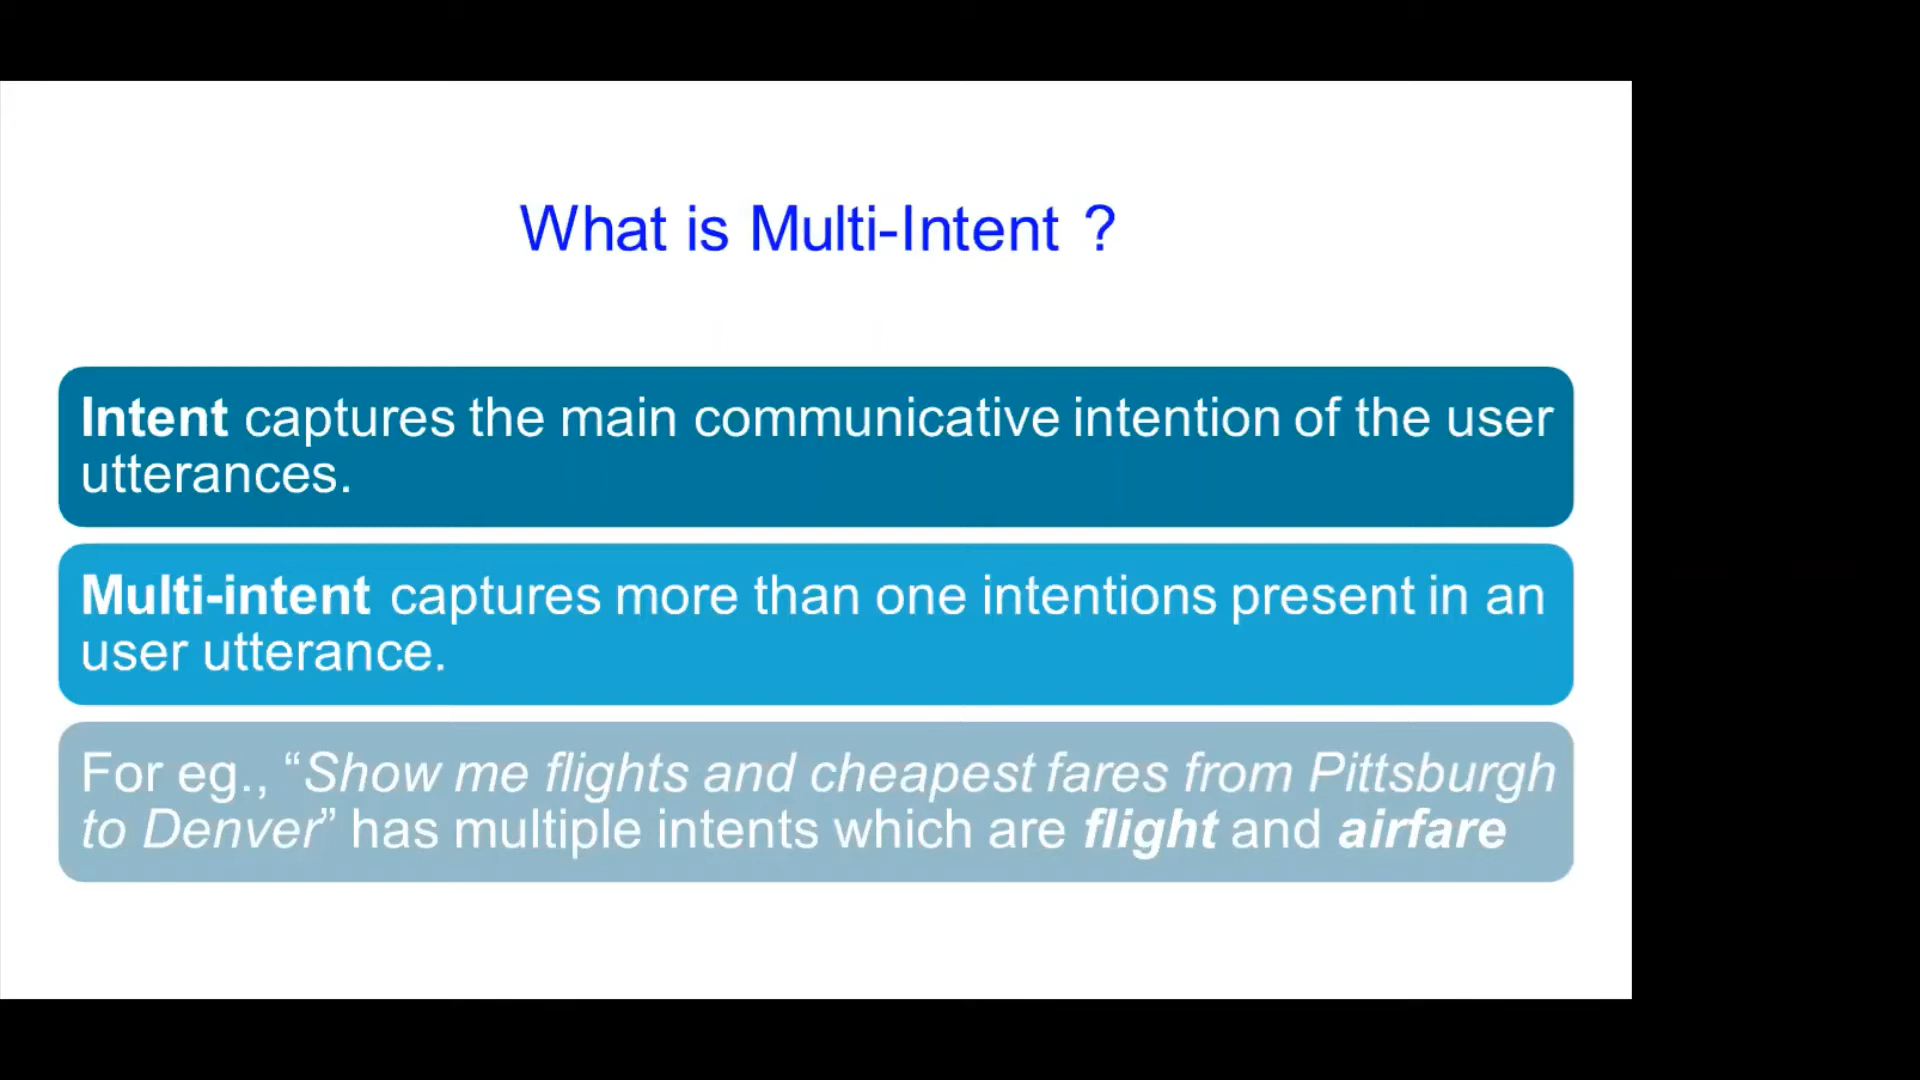 What is Multi-Intent ?
Intent captures the main communicative intention of the user
utterances.
Multi-intent captures more than one intentions present in an
user utterance.
For eg., “Show me flights and cheapest fares from Pittsburgh
to Denver” has multiple intents which are flight and airfare